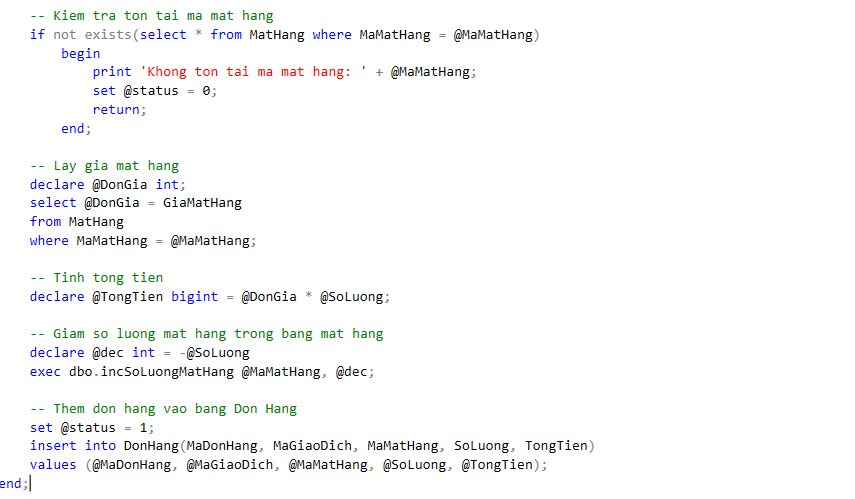 -- Kiem tra ton tai ma mat hang
if not exists(select * from MatHang where MaMatHang = @MaMatHang)
begin
print 'Khong ton tai ma mat hang: ' + @MaMatHang;
set @status = 0;
return;
end;
-- Lay gia mat hang
declare @DonGia int;
select @DonGia = GiaMatHang
from MatHang
where MaMatHang = @MaMatHang;
-- Tinh tong tien
declare @TongTien bigint = @DonGia * @SoLuong;
-- Giam so luong mat hang trong bang mat hang
declare @dec int = -@SoLuong
exec dbo.incSoLuongMatHang @MaMatHang, @dec;
-- Them don hang vao bang Don Hang
set @status = 1;
insert into DonHang(MaDonHang, MaGiaoDich, MaMatHang, SoLuong, TongTien)
values (@MaDonHang, @MaGiaoDich, @MaMatHang, @SoLuong, @TongTien);
end;